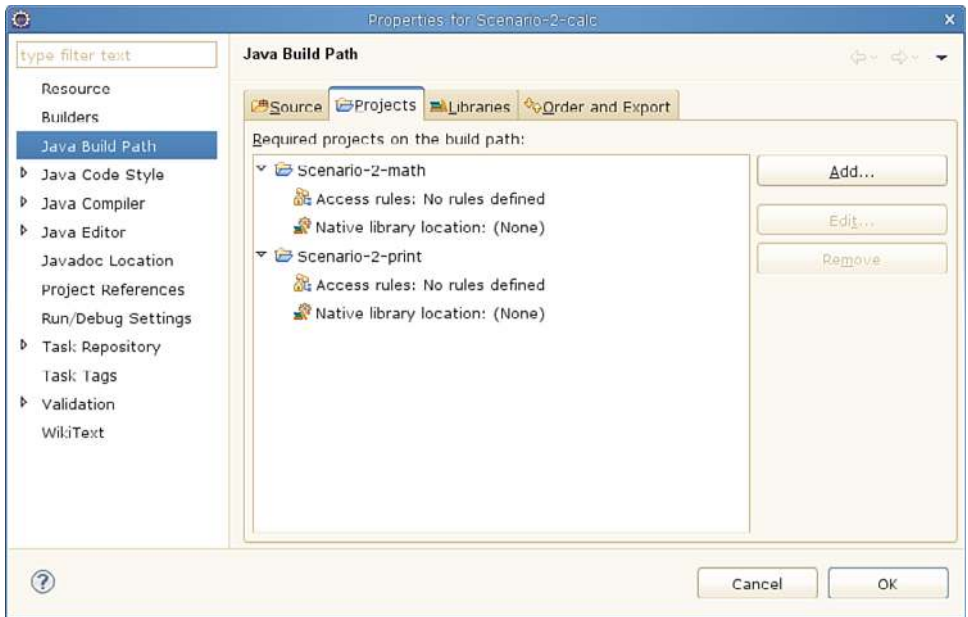 Properties for Scenario-2-calc
type filter text
Resource
Builders
Java Build Path
Java Code Style
Java Compiler
Java Editor
Javadoc Location
Project References
Run/Debug Settings
Task Repository
Task Tags
Validation
WikiText
Java Build Path
Source Projects Libraries Order and Export
Required projects on the build path:
Scenario-2-math
Access rules: No rules defined
Native library location: (None)
Scenario-2-print
Access rules: No rules defined
Native library location: (None)
Add...
Edit...
Remove
Cancel OK